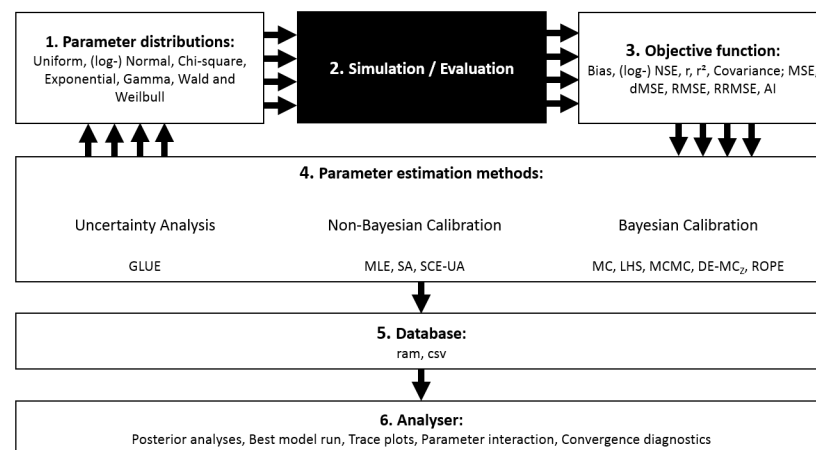 1. Parameter distributions:
Uniform, (log-) Normal, Chi-square,
Exponential, Gamma, Wald and
Weilbull
2. Simulation / Evaluation
3. Objective function:
Bias, (log-) NSE, r, r², Covariance; MSE,
dMSE, RMSE, RRMSE, AI
4. Parameter estimation methods:
Uncertainty Analysis
Non-Bayesian Calibration
Bayesian Calibration
GLUE
MLE, SA, SCE-UA
MC, LHS, MCMC, DE-MCz, ROPE
5. Database:
ram, csv
6. Analyser:
Posterior analyses, Best model run, Trace plots, Parameter interaction, Convergence diagnostics